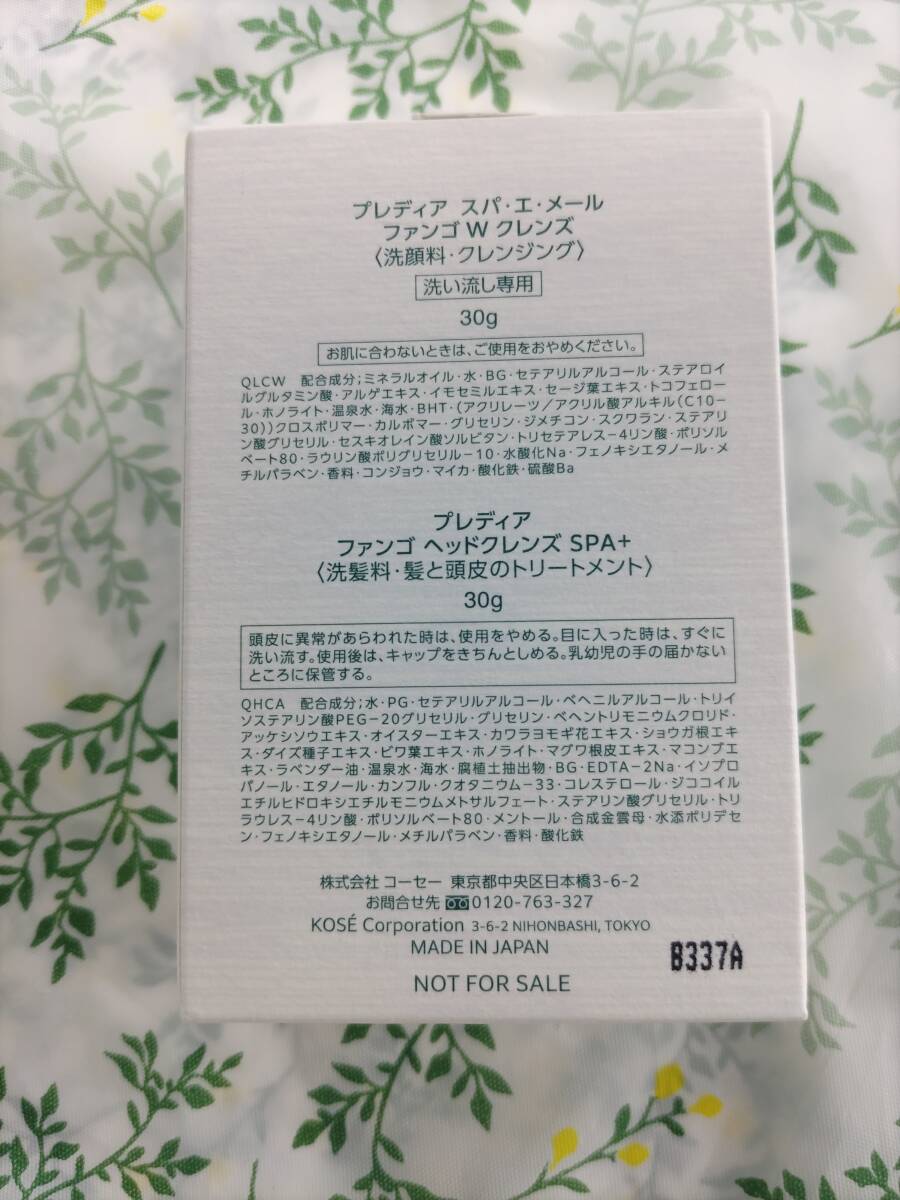 プレディア スパ・エ・メール
ファンゴ W クレンズ
〈洗顔料・クレンジング〉
洗い流し専用
30g
お肌に合わないときは、ご使用をおやめください。
QLCW 配合成分;ミネラルオイル・水・BG・セテアリルアルコール・ステアロイ
ルグルタミン酸・アルゲエキス・イモセミルエキス・セージ葉エキス・トコフェロー
ル・ホノライト・温泉水・海水・BHT・(アクリレーツ/アクリル酸アルキル(C10-
30))クロスポリマー・カルボマー・グリセリン・ジメチコン・スクワラン・ステアリ
ン酸グリセリル・セスキオレイン酸ソルビタン・トリセテアレス-4リン酸・ポリソル
ベート80・ラウリン酸ポリグリセリル-10・水酸化Na・フェノキシエタノール・メ
チルパラベン・香料・コンジョウ・マイカ・酸化鉄・硫酸Ba
プレディア
ファンゴ ヘッドクレンズ SPA+
〈洗髪料・髪と頭皮のトリートメント〉
30g
頭皮に異常があらわれた時は、使用をやめる。目に入った時は、すぐに
洗い流す。使用後は、キャップをきちんとしめる。乳幼児の手の届かない
ところに保管する。
QHCA 配合成分;水・PG・セテアリルアルコール・ベヘニルアルコール・トリイ
ソステアリン酸PEG-20グリセリル・グリセリン・ベヘントリモニウムクロリド・
アッケシソウエキス・オイスターエキス・カワラヨモギ花エキス・ショウガ根エキ
ス・ダイズ種子エキス・ビワ葉エキス・ホノライト・マグワ根皮エキス・マコンブエ
キス・ラベンダー油・温泉水・海水・腐植土抽出物・BG・EDTA-2Na・イソプロ
パノール・エタノール・カンフル・クオタニウム-33・コレステロール・ジココイル
エチルヒドロキシエチルモニウムメトサルフェート・ステアリン酸グリセリル・トリ
ラウレス-4リン酸・ポリソルベート80・メントール・合成金雲母・水添ポリデセ
ン・フェノキシエタノール・メチルパラベン・香料・酸化鉄
株式会社 コーセー 東京都中央区日本橋3-6-2
お問合せ先 0120-763-327
KOSÉ Corporation 3-6-2 NIHONBASHI, TOKYO
MADE IN JAPAN
B337A
NOT FOR SALE